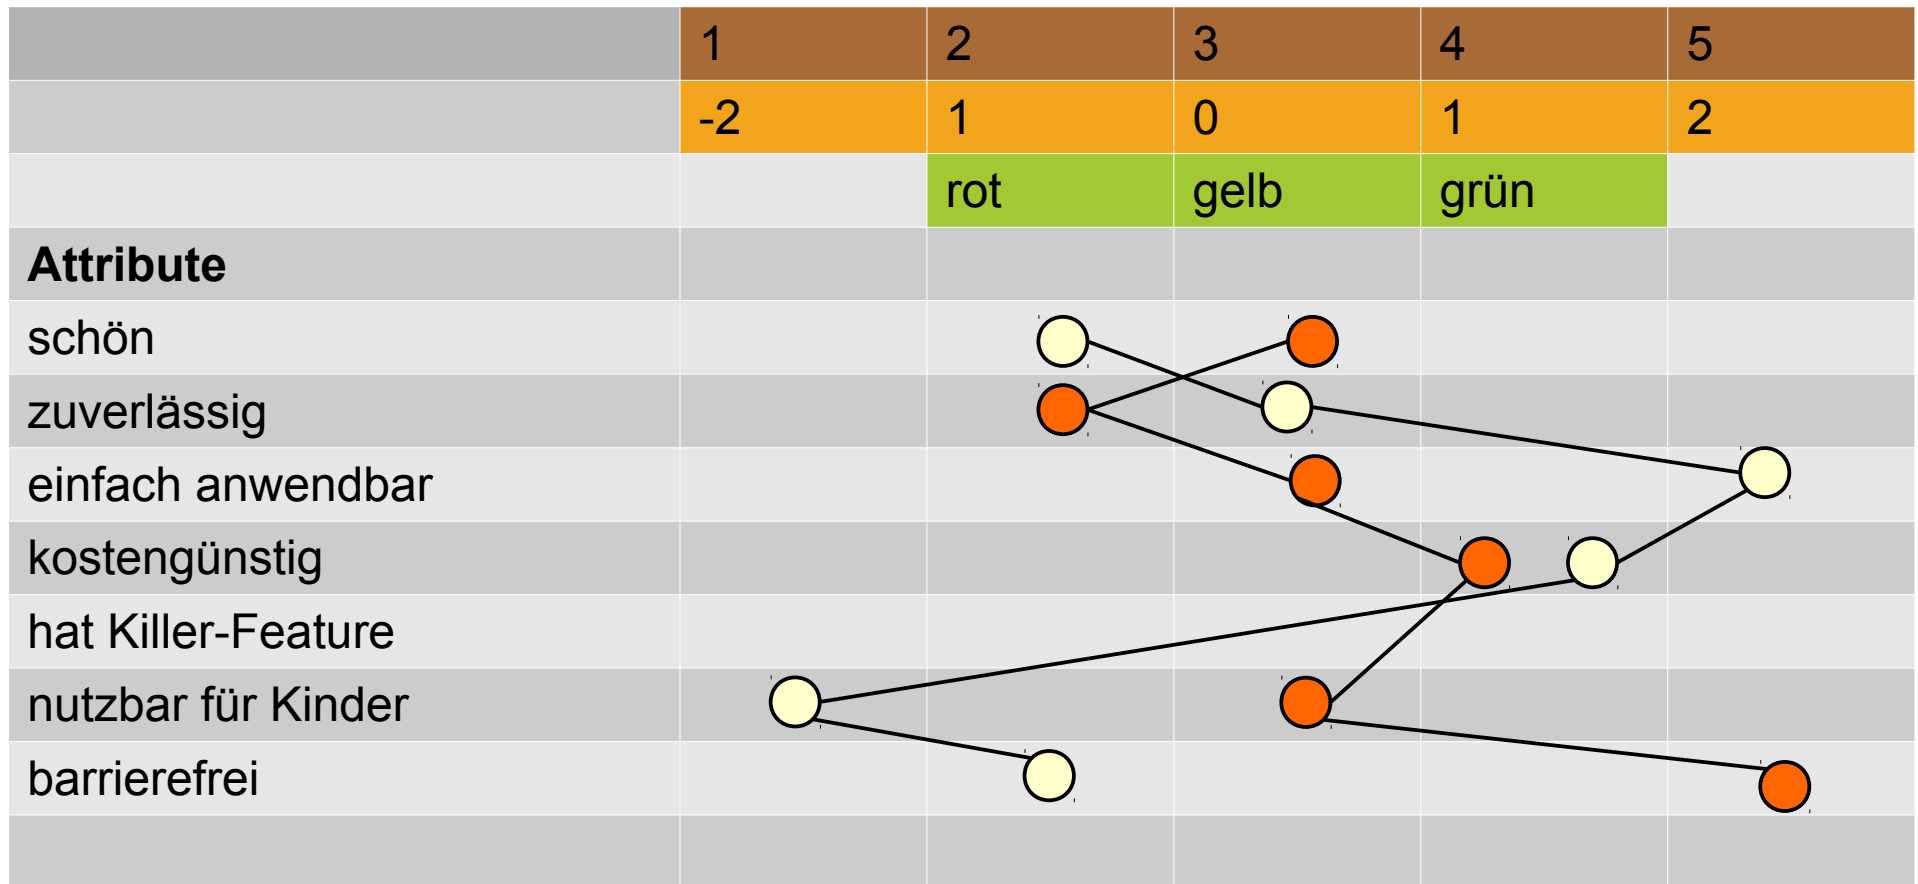 1 2 3 4 5
-2 1 0 1 2
rot gelb grün
Attribute
schön
zuverlässig
einfach anwendbar
kostengünstig
hat Killer-Feature
nutzbar für Kinder
barrierefrei